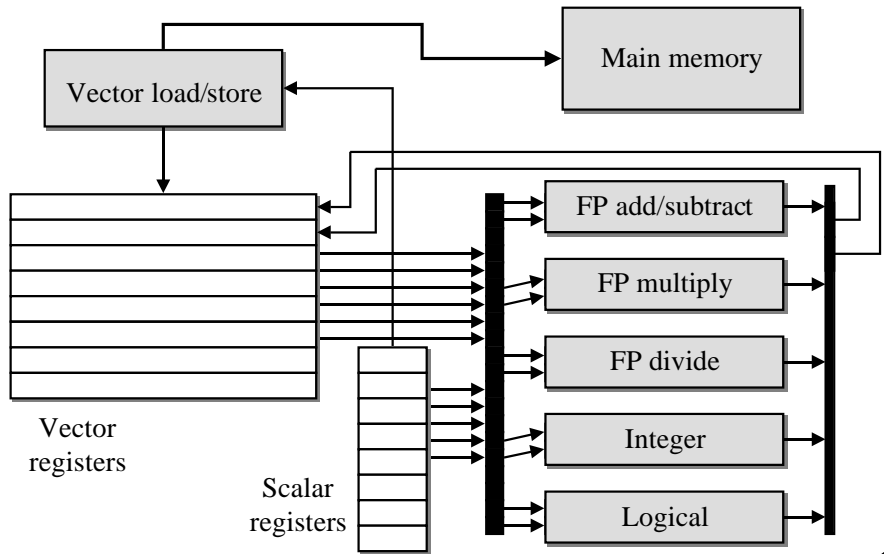 Main memory
Vector load/store
FP add/subtract
FP multiply
FP divide
Integer
Logical
Vector
registers
Scalar
registers